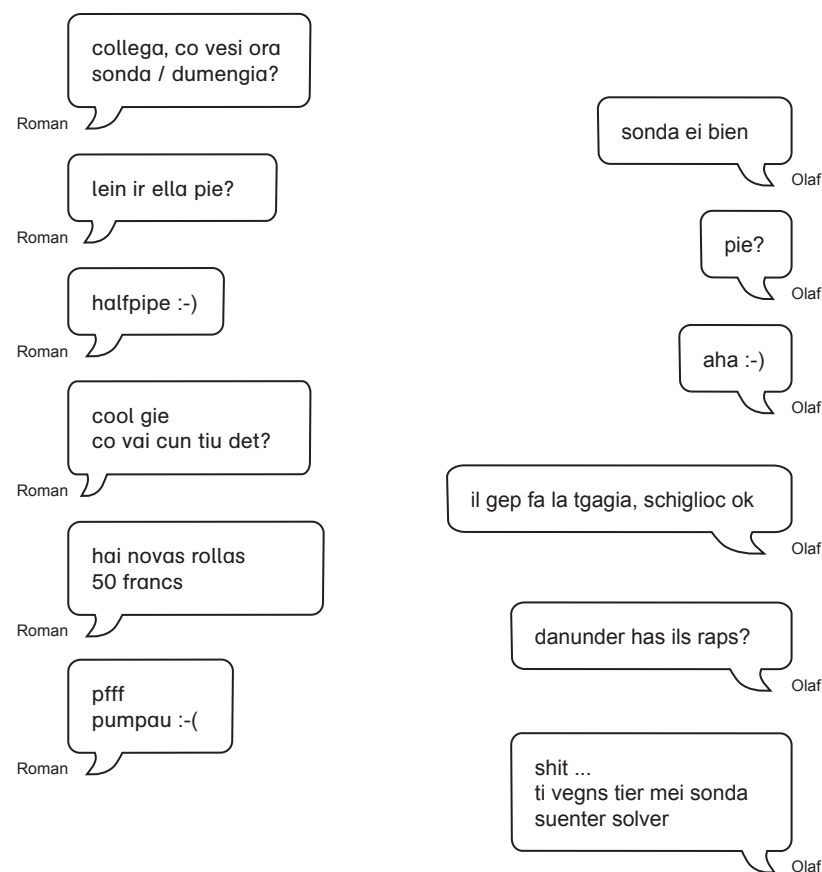 collega, co vesi ora
sonda / dumengia?
Roman
sonda ei bien
Olaf
lein ir ella pie?
Roman
pie?
Olaf
halfpipe :-)
Roman
aha :-)
Olaf
cool gie
co vai cun tiu det?
Roman
il gep fa la tgagia, schiglioc ok
Olaf
hai novas rollas
50 francs
Roman
danunder has ils raps?
Olaf
pfff
pumpau :-(
Roman
shit ...
ti vegns tier mei sonda
suenter solver
Olaf